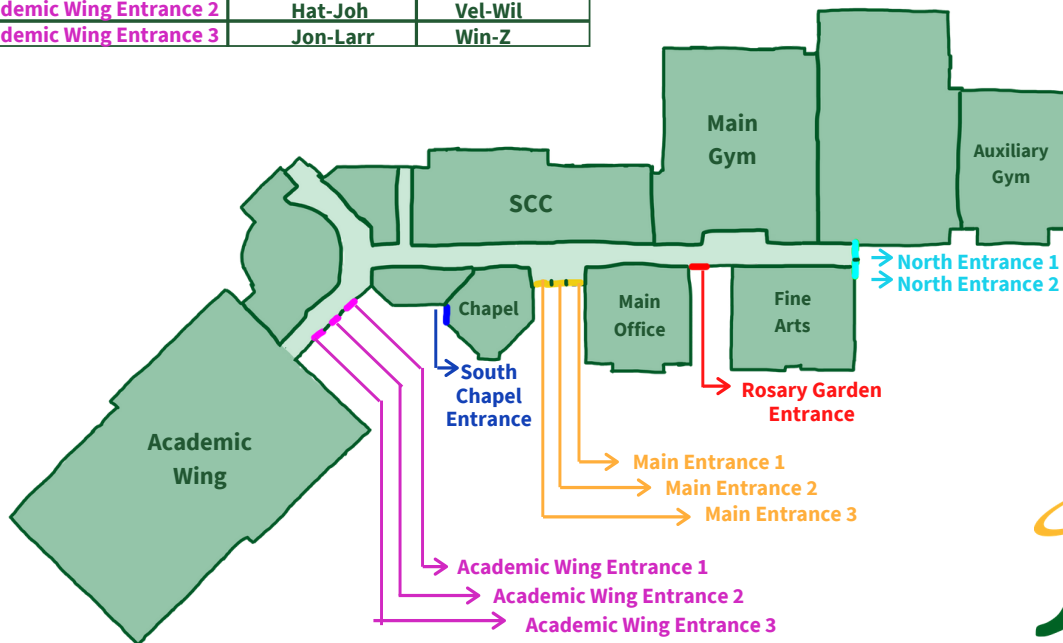 demic Wing Entrance 2 Hat-Joh Vel-Wil
demic Wing Entrance 3 Jon-Larr Win-Z
Main
Gym
Auxiliary
Gym
SCC
North Entrance 1
North Entrance 2
Chapel
Main
Office
Fine
Arts
South
Chapel
Entrance
Rosary Garden
Entrance
Academic
Wing
Main Entrance 1
Main Entrance 2
Main Entrance 3
Academic Wing Entrance 1
Academic Wing Entrance 2
Academic Wing Entrance 3